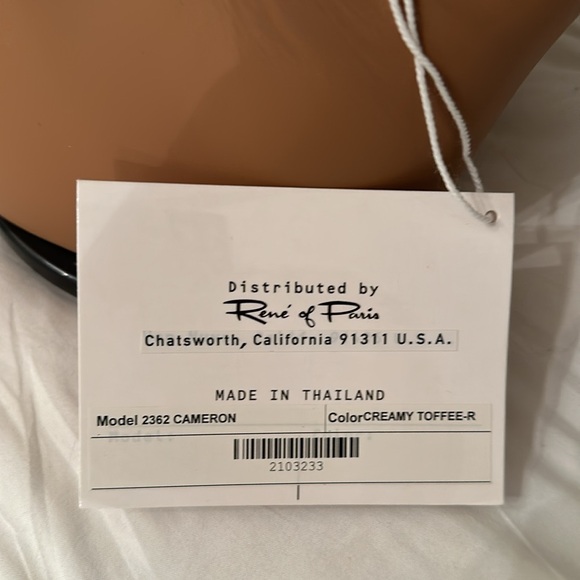 Distributed by
René of Paris
Chatsworth, California 91311 U.S.A.
MADE IN THAILAND
Model 2362 CAMERON
ColorCREAMY TOFFEE-R
2103233